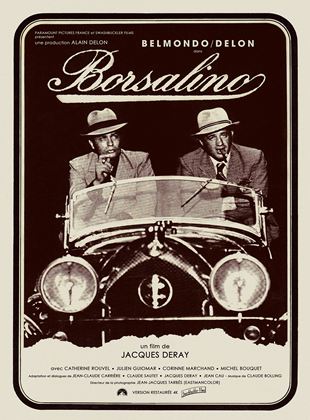 PARAMOUNT PICTURES FRANCE et SWASHBUCKLER FILMS
présentent
une production ALAIN DELON
BELMONDO/DELON
dans
Borsalino
un film de
JACQUES DERAY
avec CATHERINE ROUVEL • JULIEN GUIOMAR • CORINNE MARCHAND • MICHEL BOUQUET
Adaptation et dialogues de JEAN-CLAUDE CARRIÈRE • CLAUDE SAUTET • JACQUES DERAY • JEAN CAU • Musique de CLAUDE BOLLING
Directeur de la photographie JEAN-JACQUES TARBÈS (EASTMANCOLOR)
VERSION RESTAURÉE 4K